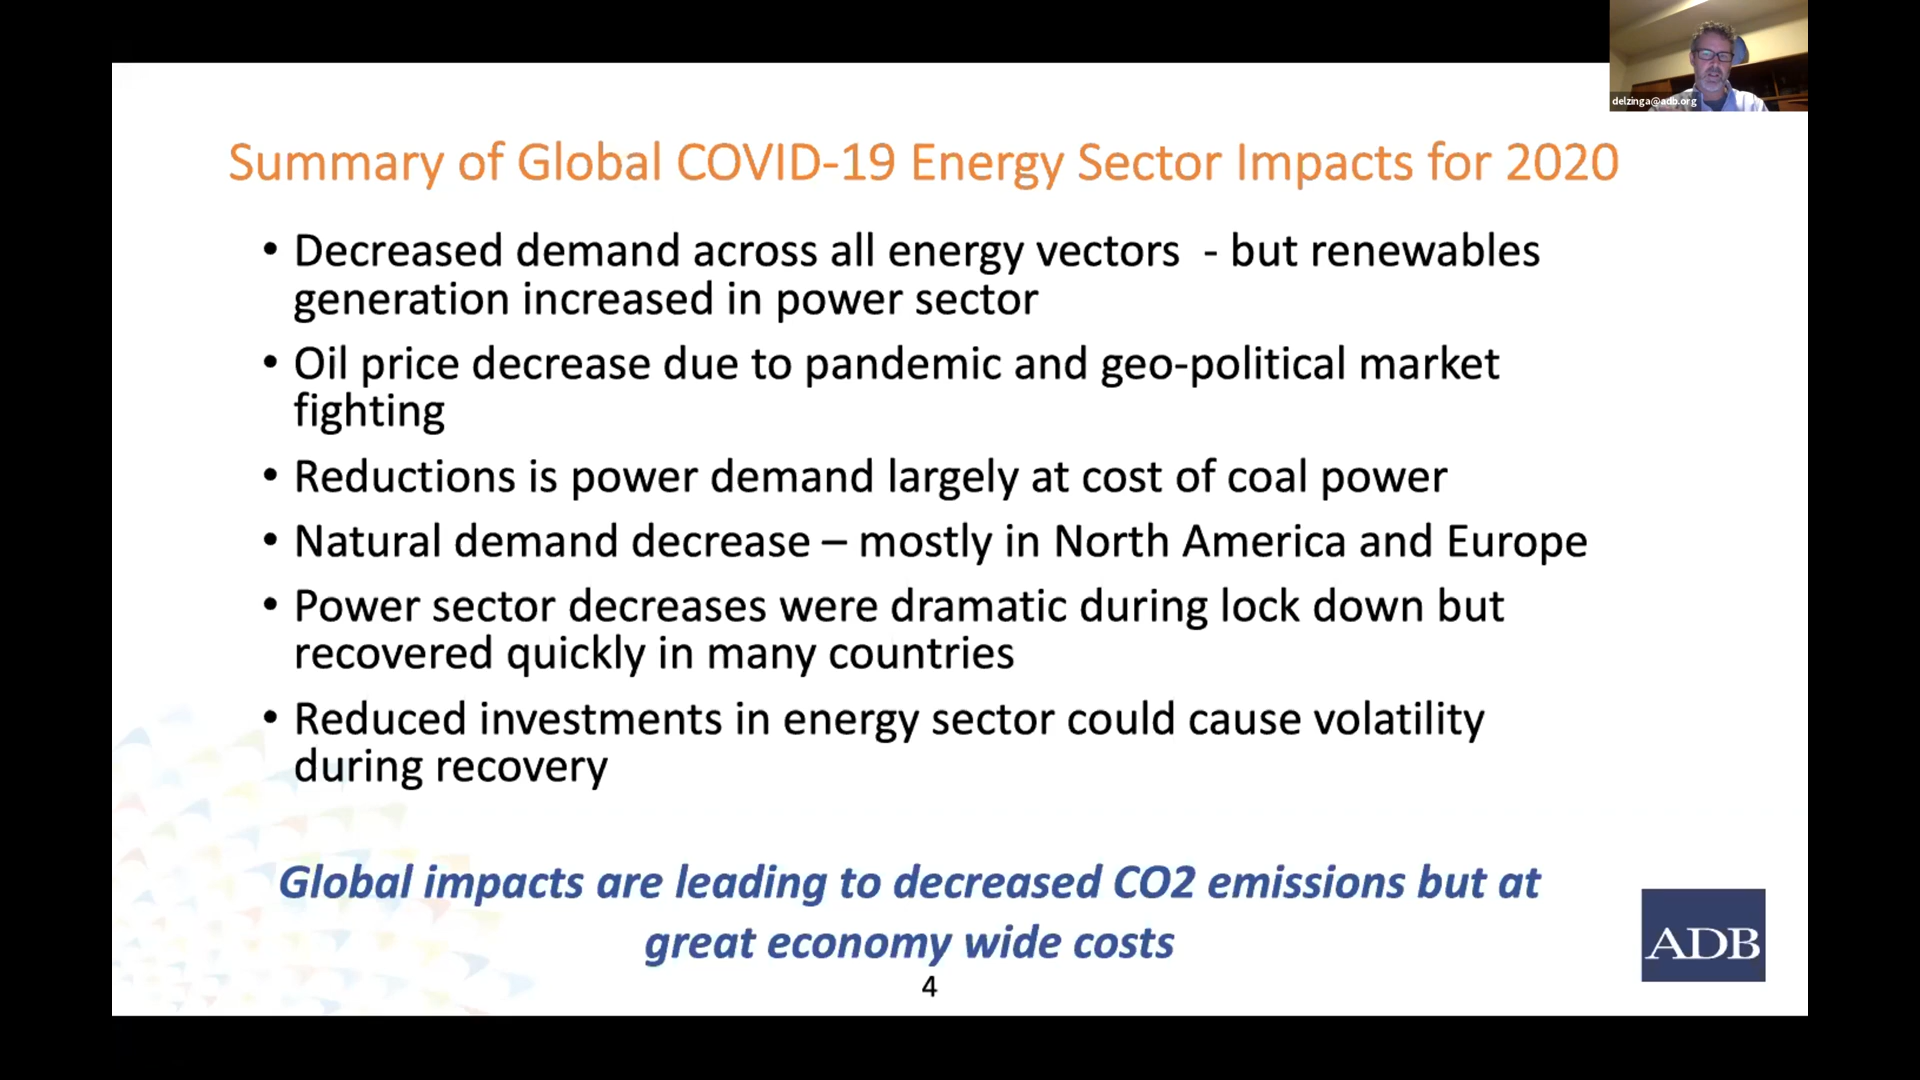 delzinga@adb.org
Summary of Global COVID-19 Energy Sector Impacts for 2020
• Decreased demand across all energy vectors - but renewables
generation increased in power sector
• Oil price decrease due to pandemic and geo-political market
fighting
• Reductions is power demand largely at cost of coal power
• Natural demand decrease – mostly in North America and Europe
• Power sector decreases were dramatic during lock down but
recovered quickly in many countries
• Reduced investments in energy sector could cause volatility
during recovery
Global impacts are leading to decreased CO2 emissions but at
great economy wide costs
ADB
4